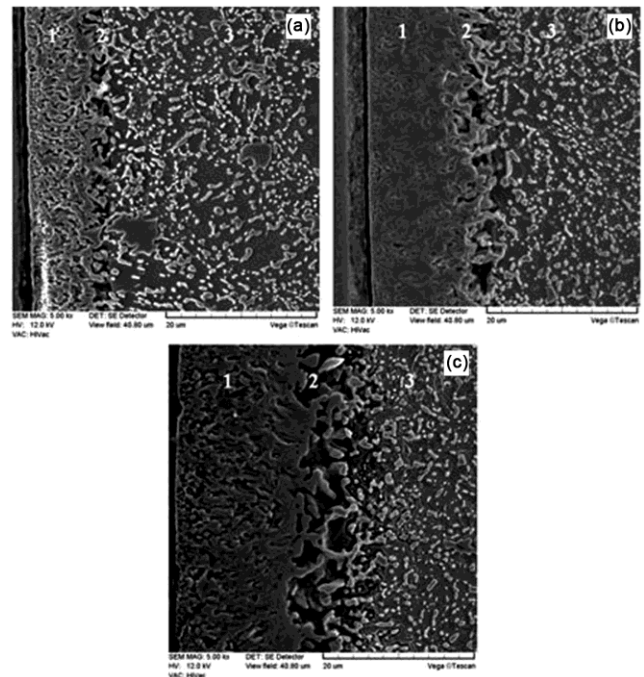 1 2 3 (a)
SEM MAG: 5.00 kx DET: SE Detector
HV: 12.0 kV View field: 40.80 um 20 um Vega ©Tescan
VAC: HiVac
1 2 3 (b)
SEM MAG: 5.00 kx DET: SE Detector
HV: 12.0 kV View field: 40.80 um 20 um Vega ©Tescan
VAC: HiVac
1 2 3 (c)
SEM MAG: 5.00 kx DET: SE Detector
HV: 12.0 kV View field: 40.80 um 20 um Vega ©Tescan
VAC: HiVac